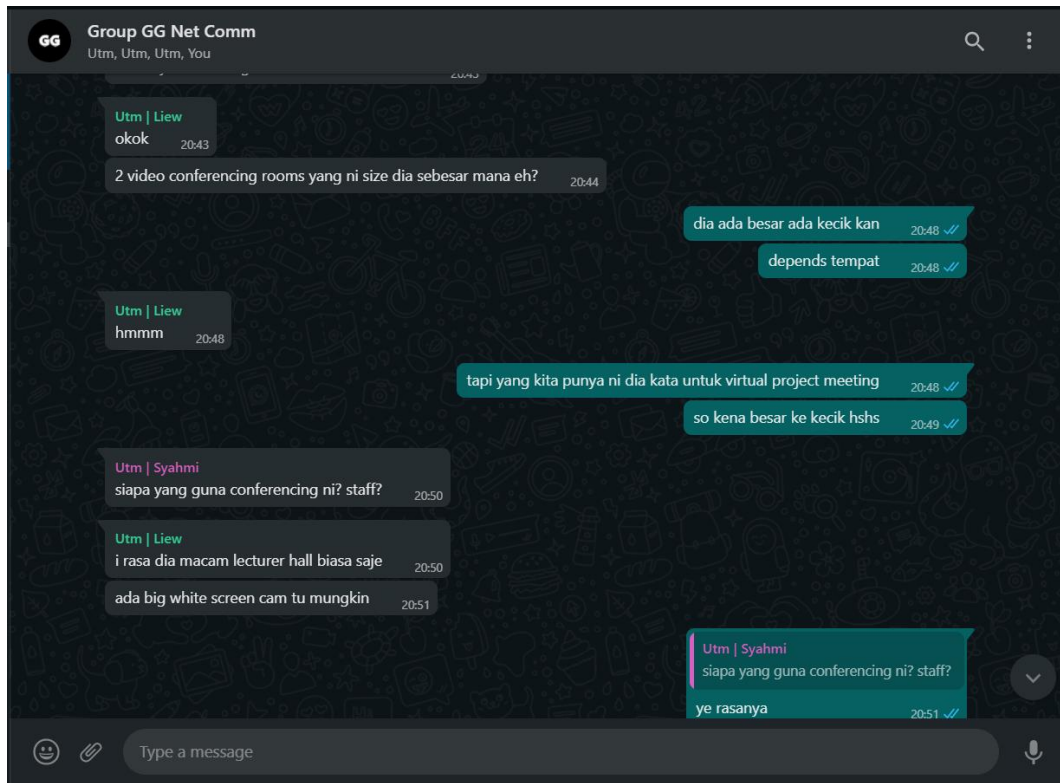 GG
Group GG Net Comm
Utm, Utm, Utm, You
20:43
Utm | Liew
okok 20:43
2 video conferencing rooms yang ni size dia sebesar mana eh? 20:44
dia ada besar ada kecik kan 20:48
depends tempat 20:48
Utm | Liew
hmmm 20:48
tapi yang kita punya ni dia kata untuk virtual project meeting 20:48
so kena besar ke kecik hshs 20:49
Utm | Syahmi
siapa yang guna conferencing ni? staff? 20:50
Utm | Liew
i rasa dia macam lecturer hall biasa saje 20:50
ada big white screen cam tu mungkin 20:51
Utm | Syahmi
siapa yang guna conferencing ni? staff?
ye rasanya 20:51
Type a message